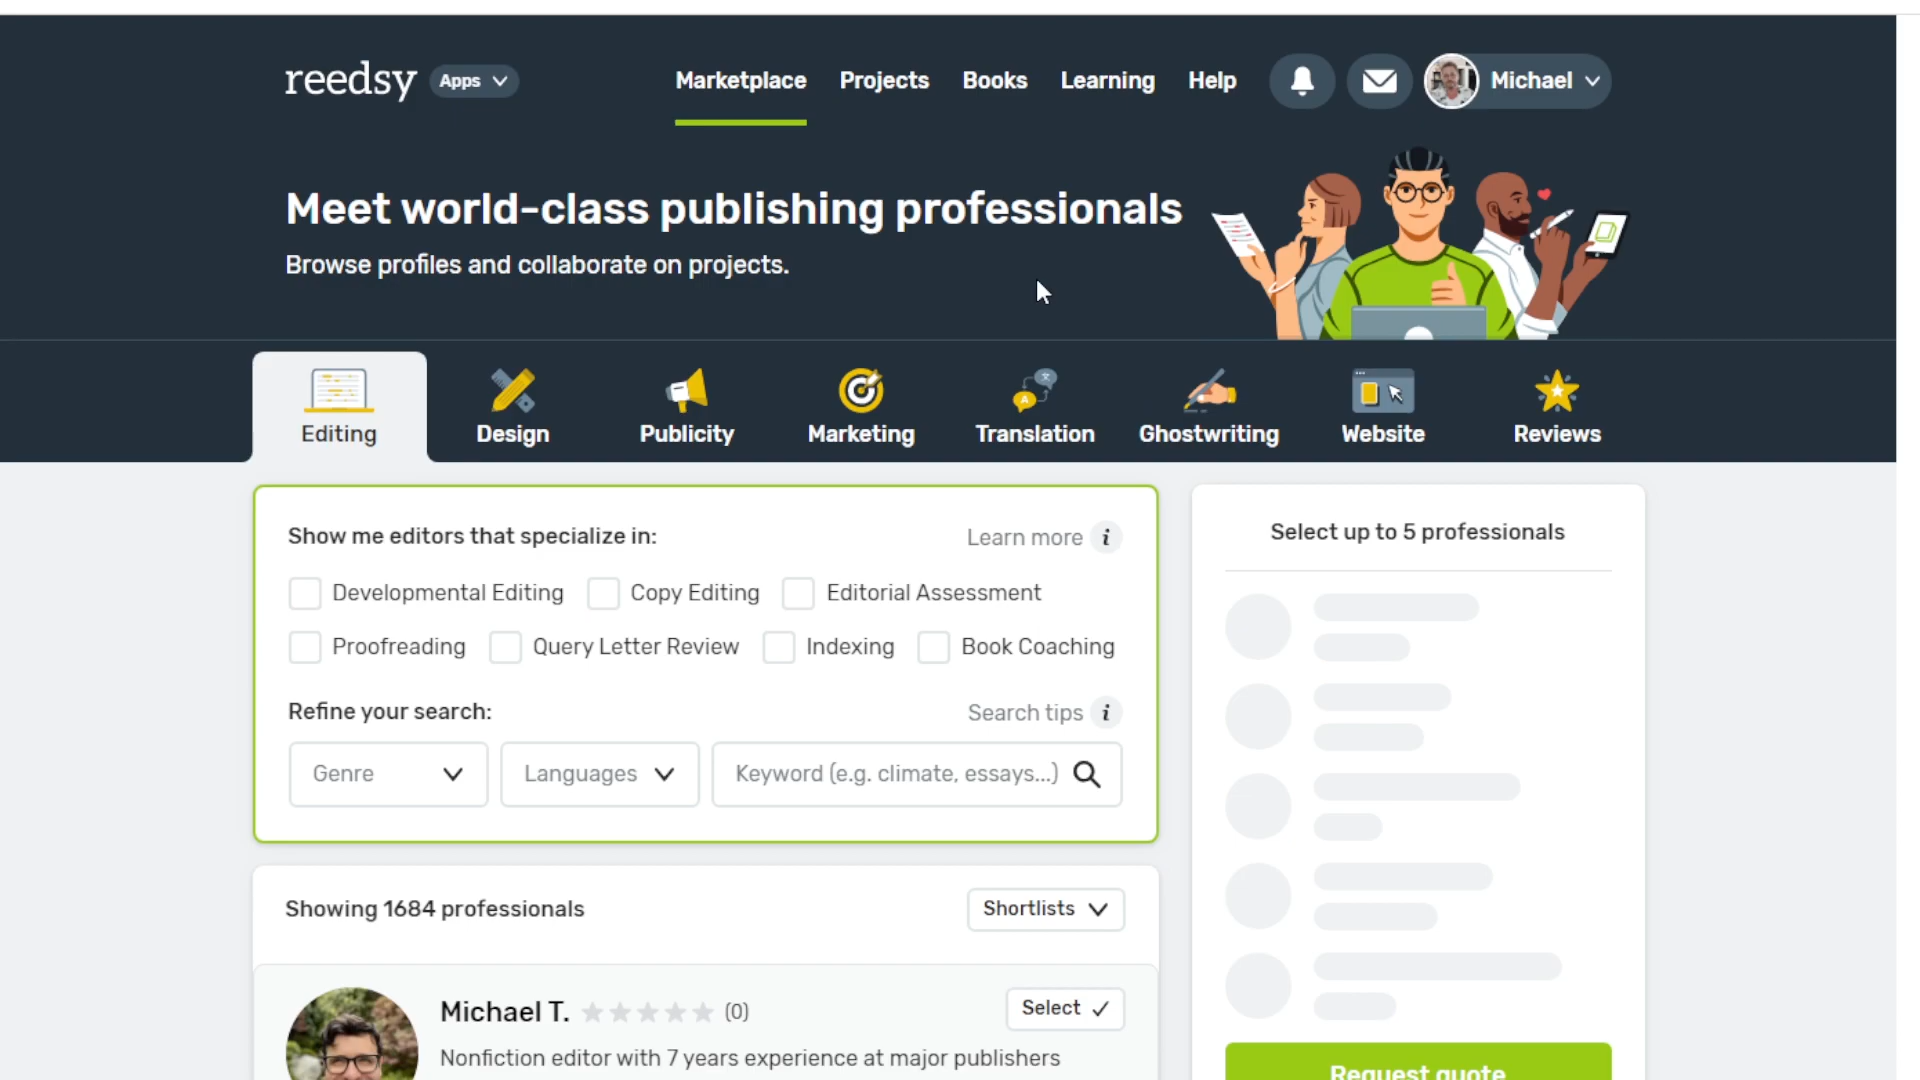 reedsy Apps Marketplace Projects Books Learning Help Michael
Meet world-class publishing professionals
Browse profiles and collaborate on projects.
Editing Design Publicity Marketing Translation Ghostwriting Website Reviews
Show me editors that specialize in: Learn more i
Developmental Editing Copy Editing Editorial Assessment
Proofreading Query Letter Review Indexing Book Coaching
Refine your search: Search tips i
Genre Languages Keyword (e.g. climate, essays...)
Showing 1684 professionals Shortlists
Michael T. (0) Select
Nonfiction editor with 7 years experience at major publishers
Select up to 5 professionals
Request quote